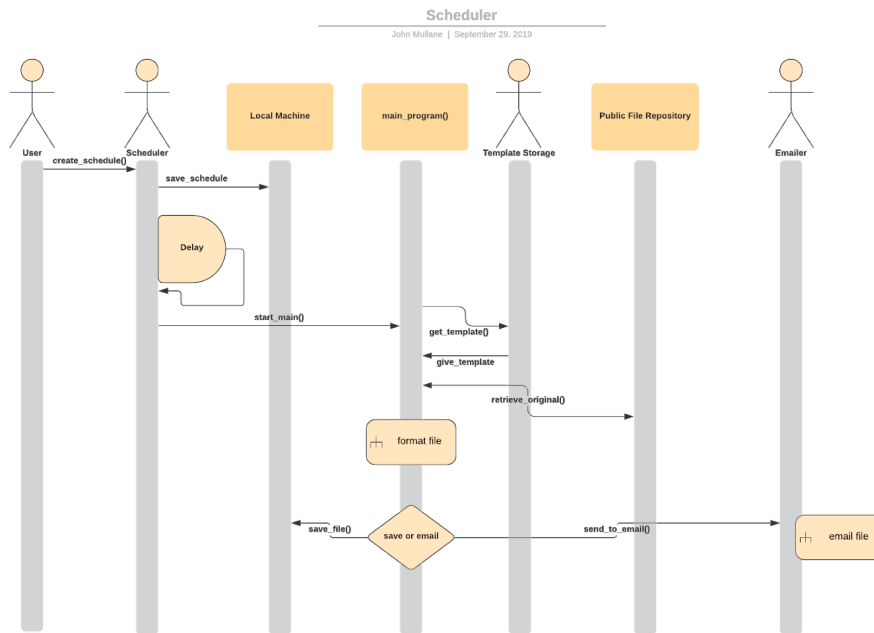 Scheduler
John Mullane | September 29, 2019
User
Scheduler
Local Machine
main_program()
Template Storage
Public File Repository
Emailer
create_schedule()
save_schedule
Delay
start_main()
get_template()
give_template
retrieve_original()
format file
save_file()
save or email
send_to_email()
email file